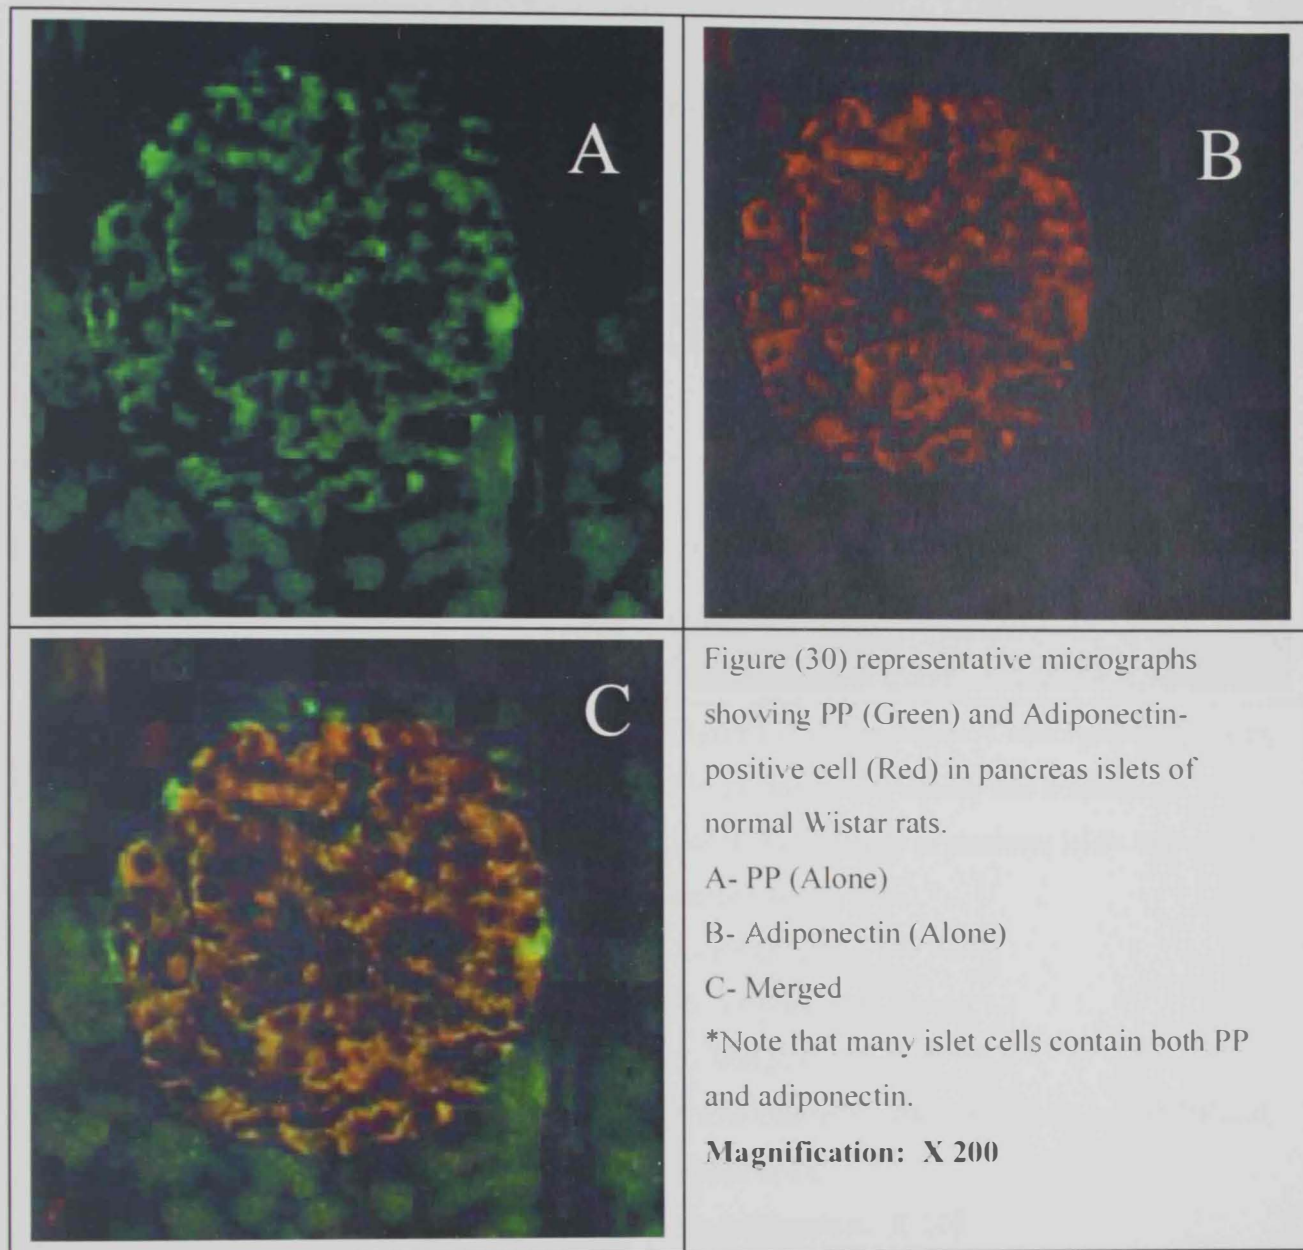 A
B
C
Figure (30) representative micrographs
showing PP (Green) and Adiponectin-
positive cell (Red) in pancreas islets of
normal Wistar rats.
A- PP (Alone)
B- Adiponectin (Alone)
C- Merged
*Note that many islet cells contain both PP
and adiponectin.
Magnification: X 200